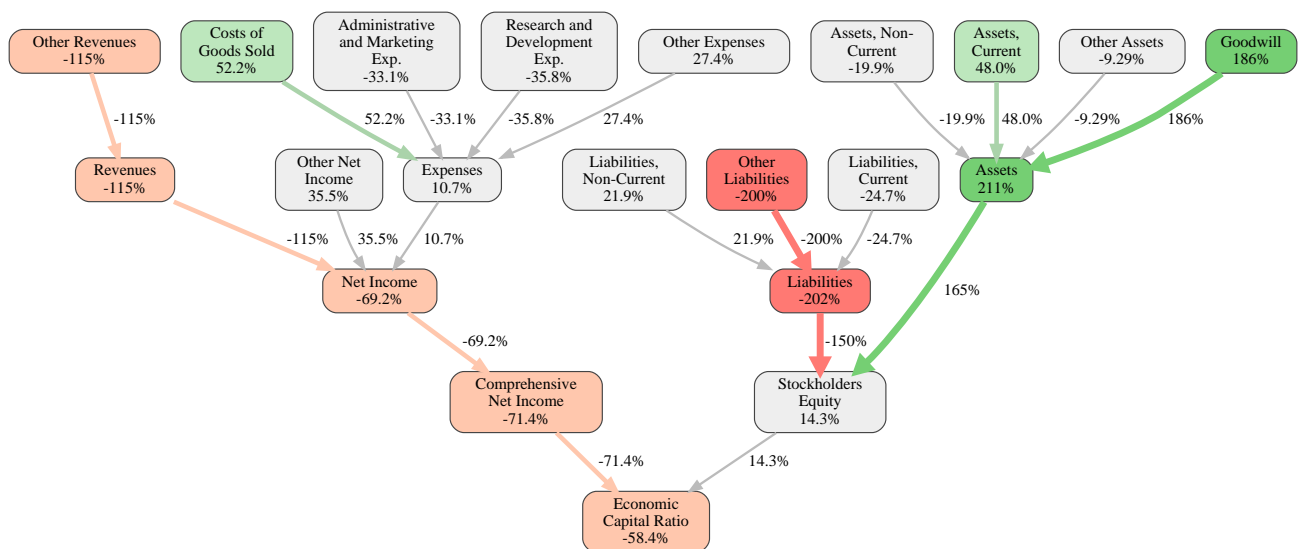 Other Revenues
-115%
Costs of
Goods Sold
52.2%
Administrative
and Marketing
Exp.
-33.1%
Research and
Development
Exp.
-35.8%
Other Expenses
27.4%
Assets, Non-
Current
-19.9%
Assets,
Current
48.0%
Other Assets
-9.29%
Goodwill
186%
-115%
52.2%
-33.1%
-35.8%
27.4%
-19.9%
48.0%
-9.29%
186%
Revenues
-115%
Other Net
Income
35.5%
Expenses
10.7%
Liabilities,
Non-Current
21.9%
Other
Liabilities
-200%
Liabilities,
Current
-24.7%
Assets
211%
-115%
35.5%
10.7%
21.9%
-200%
-24.7%
165%
Net Income
-69.2%
Liabilities
-202%
-69.2%
-150%
Comprehensive
Net Income
-71.4%
Stockholders
Equity
14.3%
-71.4%
14.3%
Economic
Capital Ratio
-58.4%